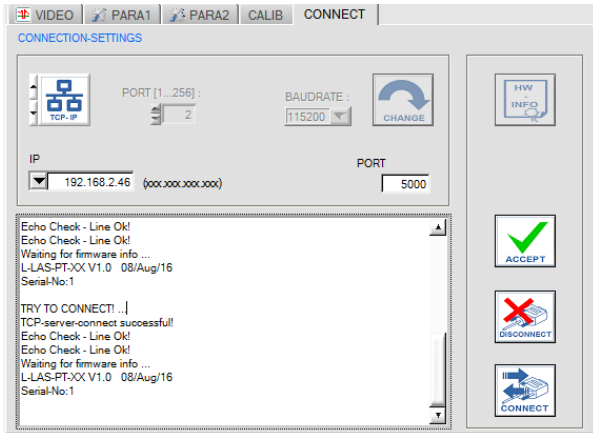 VIDEO PARA1 PARA2 CALIB CONNECT
CONNECTION-SETTINGS
TCP-IP
PORT [1...256] :
2
BAUDRATE :
115200
CHANGE
HW
-
INFO
IP
192.168.2.46 (xxx.xxx.xxx.xxx)
PORT
5000
Echo Check - Line Ok!
Echo Check - Line Ok!
Waiting for firmware info ...
L-LAS-PT-XX V1.0 08/Aug/16
Serial-No:1
TRY TO CONNECT! ...
TCP-server-connect successful!
Echo Check - Line Ok!
Echo Check - Line Ok!
Waiting for firmware info ...
L-LAS-PT-XX V1.0 08/Aug/16
Serial-No:1
ACCEPT
DISCONNECT
CONNECT